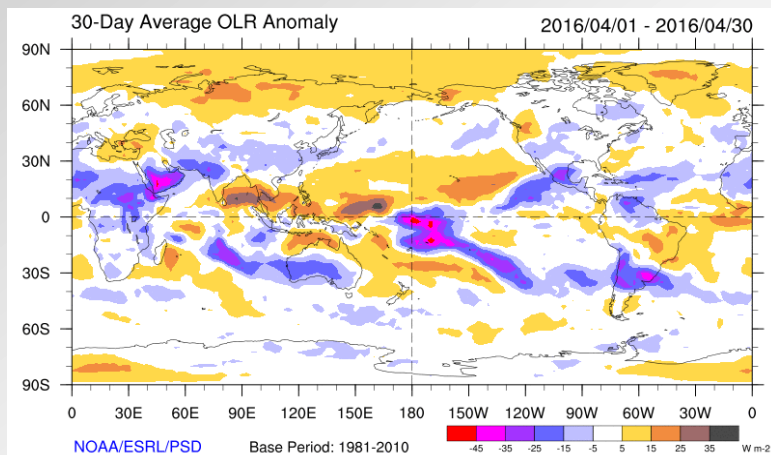 30-Day Average OLR Anomaly 2016/04/01 - 2016/04/30
90N
60N
30N
0
30S
60S
90S
0 30E 60E 90E 120E 150E 180 150W 120W 90W 60W 30W 0
NOAA/ESRL/PSD Base Period: 1981-2010
-45 -35 -25 -15 -5 5 15 25 35 W m-2